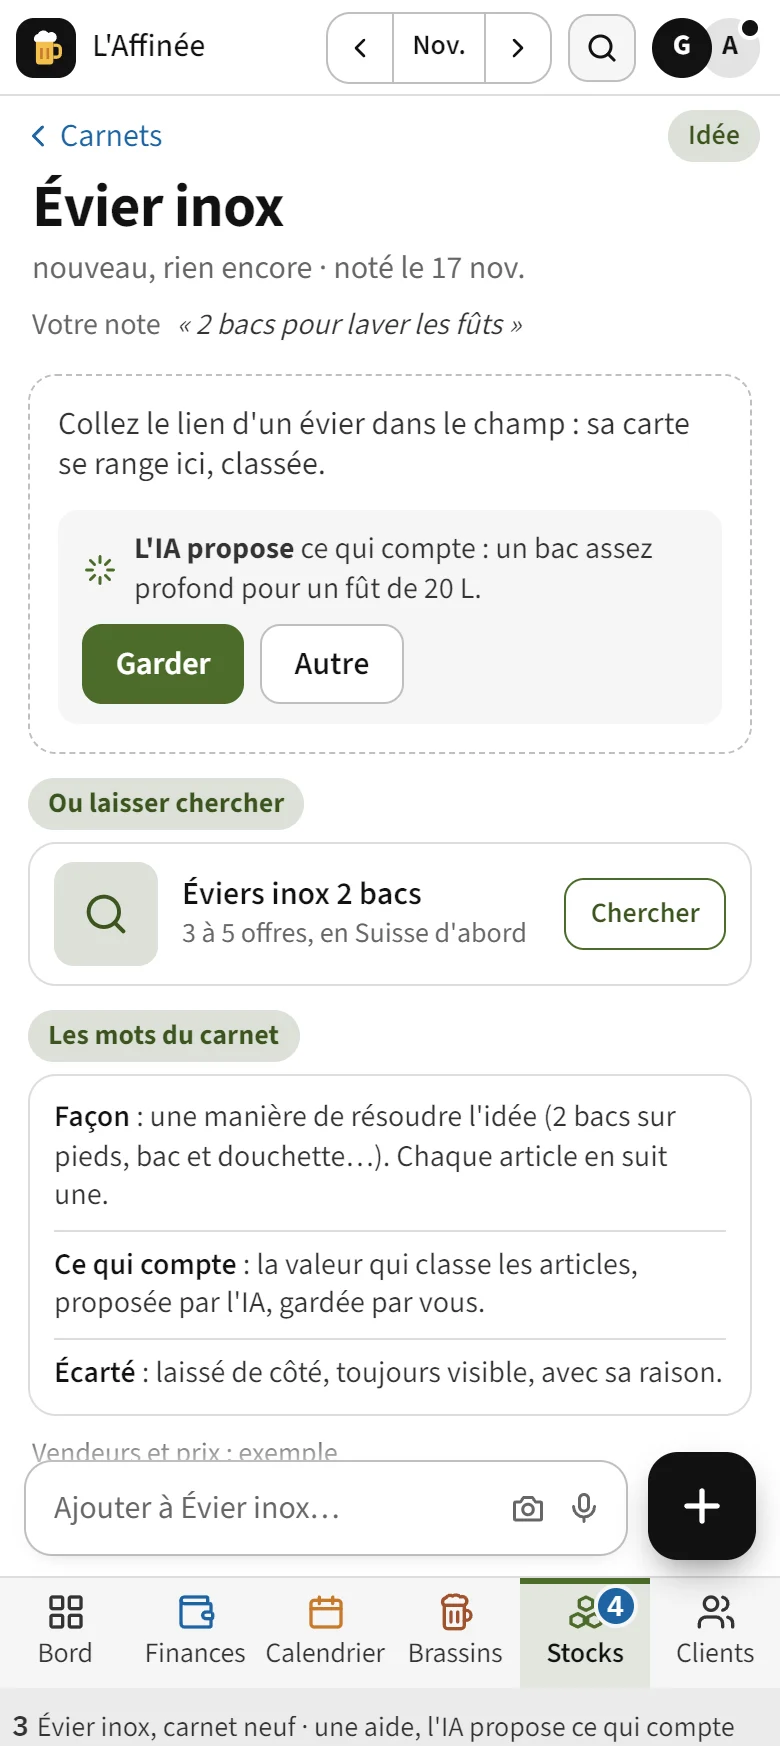 L'Affinée
Nov.
G
A
Carnets
Idée
Évier inox
nouveau, rien encore · noté le 17 nov.
Votre note « 2 bacs pour laver les fûts »
Collez le lien d'un évier dans le champ : sa carte
se range ici, classée.
L'IA propose ce qui compte : un bac assez
profond pour un fût de 20 L.
Garder
Autre
Ou laisser chercher
Éviers inox 2 bacs
3 à 5 offres, en Suisse d'abord
Chercher
Les mots du carnet
Façon : une manière de résoudre l'idée (2 bacs sur
pieds, bac et douchette…). Chaque article en suit
une.
Ce qui compte : la valeur qui classe les articles,
proposée par l'IA, gardée par vous.
Écarté : laissé de côté, toujours visible, avec sa raison.
Vendeurs et prix : exemple
Ajouter à Évier inox…
Bord
Finances
Calendrier
Brassins
4
Stocks
Clients
3 Évier inox, carnet neuf · une aide, l'IA propose ce qui compte